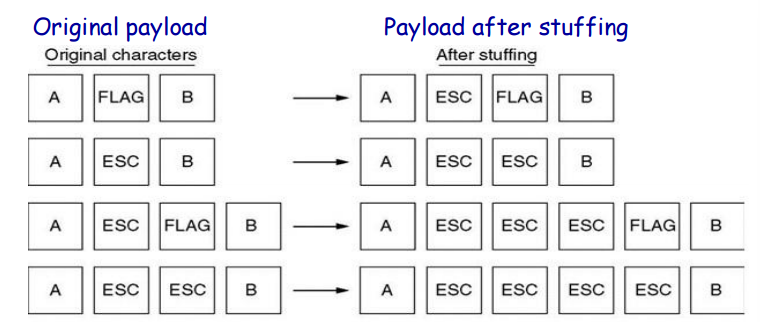 Original payload Payload after stuffing
Original characters After stuffing
A FLAG B A ESC FLAG B
A ESC B A ESC ESC B
A ESC FLAG B A ESC ESC ESC FLAG B
A ESC ESC B A ESC ESC ESC ESC B